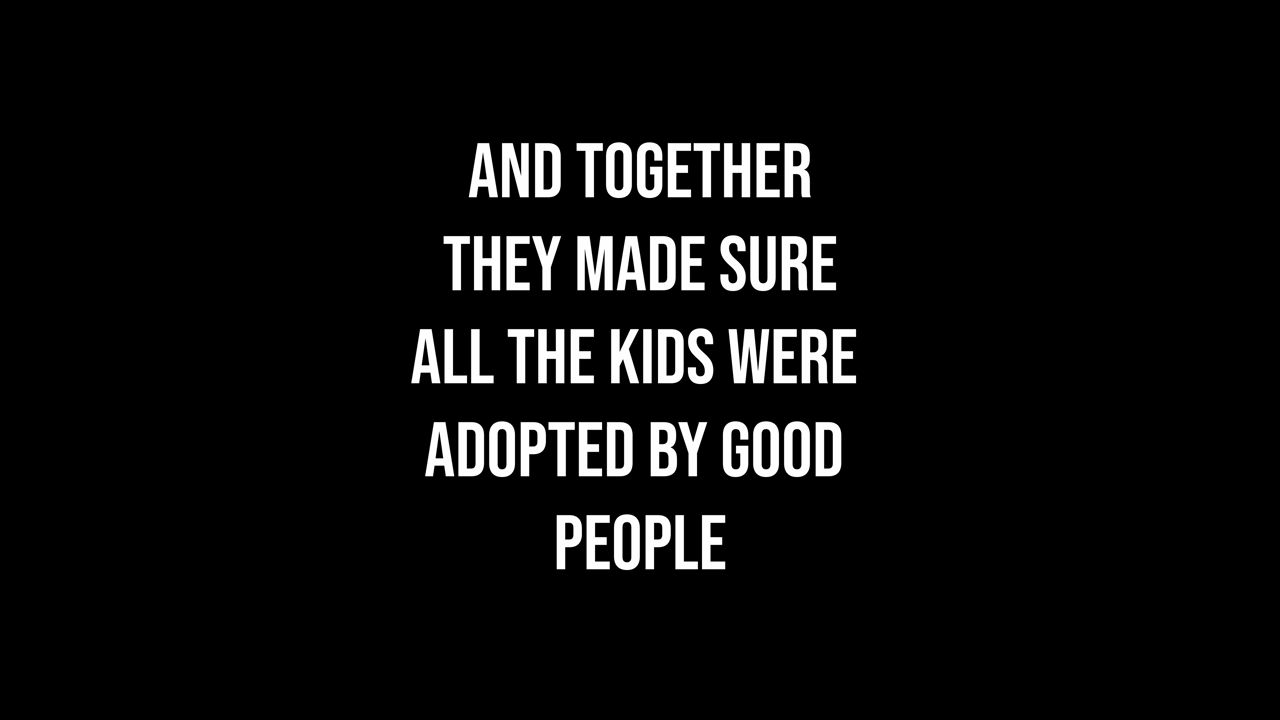 AND TOGETHER
THEY MADE SURE
ALL THE KIDS WERE
ADOPTED BY GOOD
PEOPLE